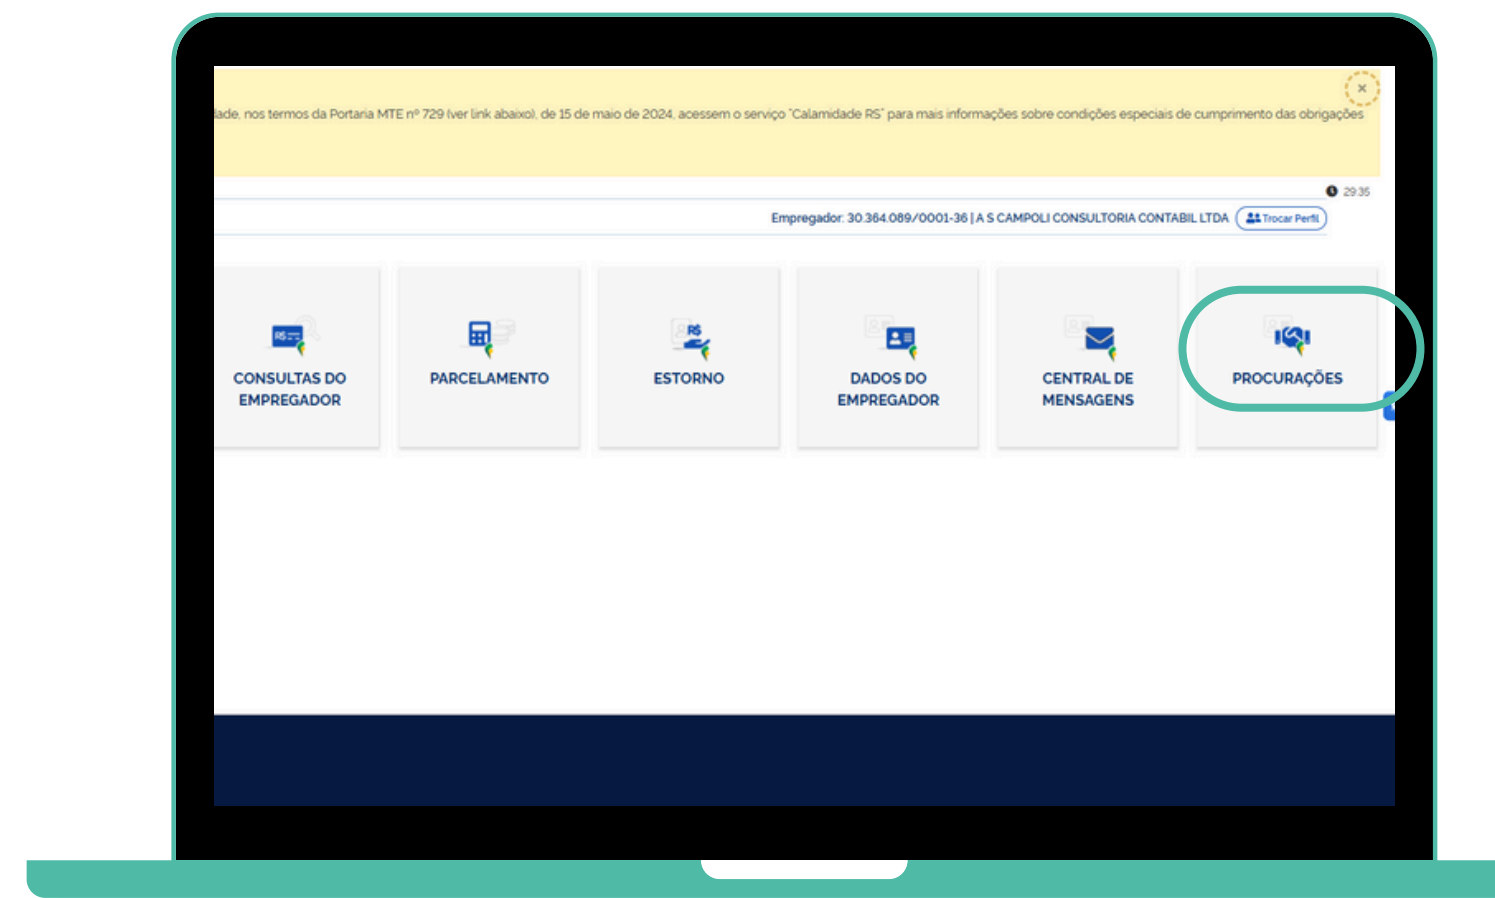 lade, nos termos da Portaria MTE nº 729 (ver link abaixo), de 15 de maio de 2024, acessem o serviço "Calamidade RS" para mais informações sobre condições especiais de cumprimento das obrigações
29:35
Empregador: 30.364.089/0001-36 | A S CAMPOLI CONSULTORIA CONTABIL LTDA Trocar Perfil
CONSULTAS DO
EMPREGADOR
PARCELAMENTO
ESTORNO
DADOS DO
EMPREGADOR
CENTRAL DE
MENSAGENS
PROCURAÇÕES